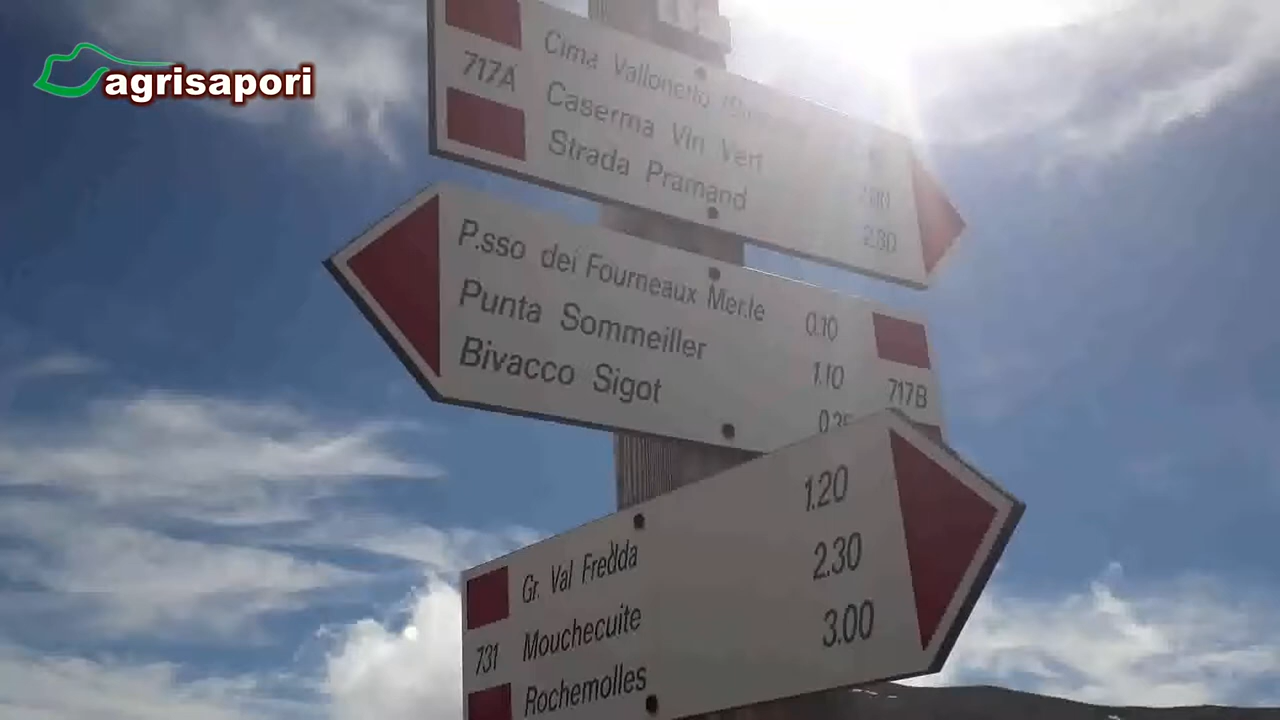 agrisapori
Cima Vallonetto
717A
Caserma Vin Vert
Strada Pramand
2.30
P.sso dei Fourneaux Mer.le 0.10
Punta Sommeiller 1.10
717B
Bivacco Sigot
1.20
Gr. Val Fredda
2.30
Mouchecuite
731
3.00
Rochemolles